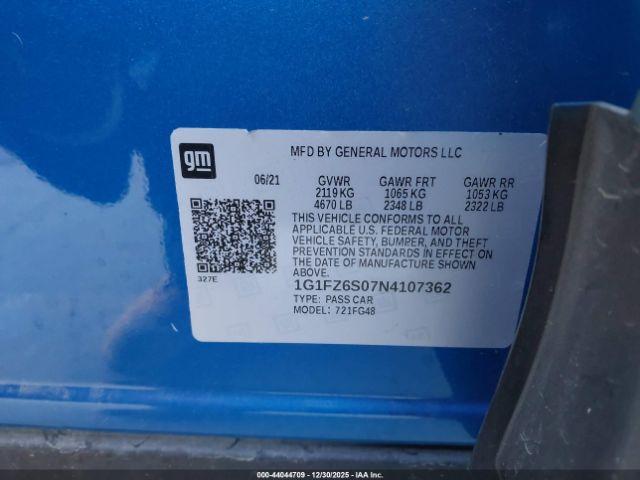 gm
MFD BY GENERAL MOTORS LLC
06/21 GVWR GAWR FRT GAWR RR
2119 KG 1065 KG 1053 KG
4670 LB 2348 LB 2322 LB
THIS VEHICLE CONFORMS TO ALL
APPLICABLE U.S. FEDERAL MOTOR
VEHICLE SAFETY, BUMPER, AND THEFT
PREVENTION STANDARDS IN EFFECT ON
THE DATE OF MANUFACTURE SHOWN
ABOVE.
327E
1G1FZ6S07N4107362
TYPE: PASS CAR
MODEL: 721FG48
000-44044709 - 12/30/2025 - IAA Inc.